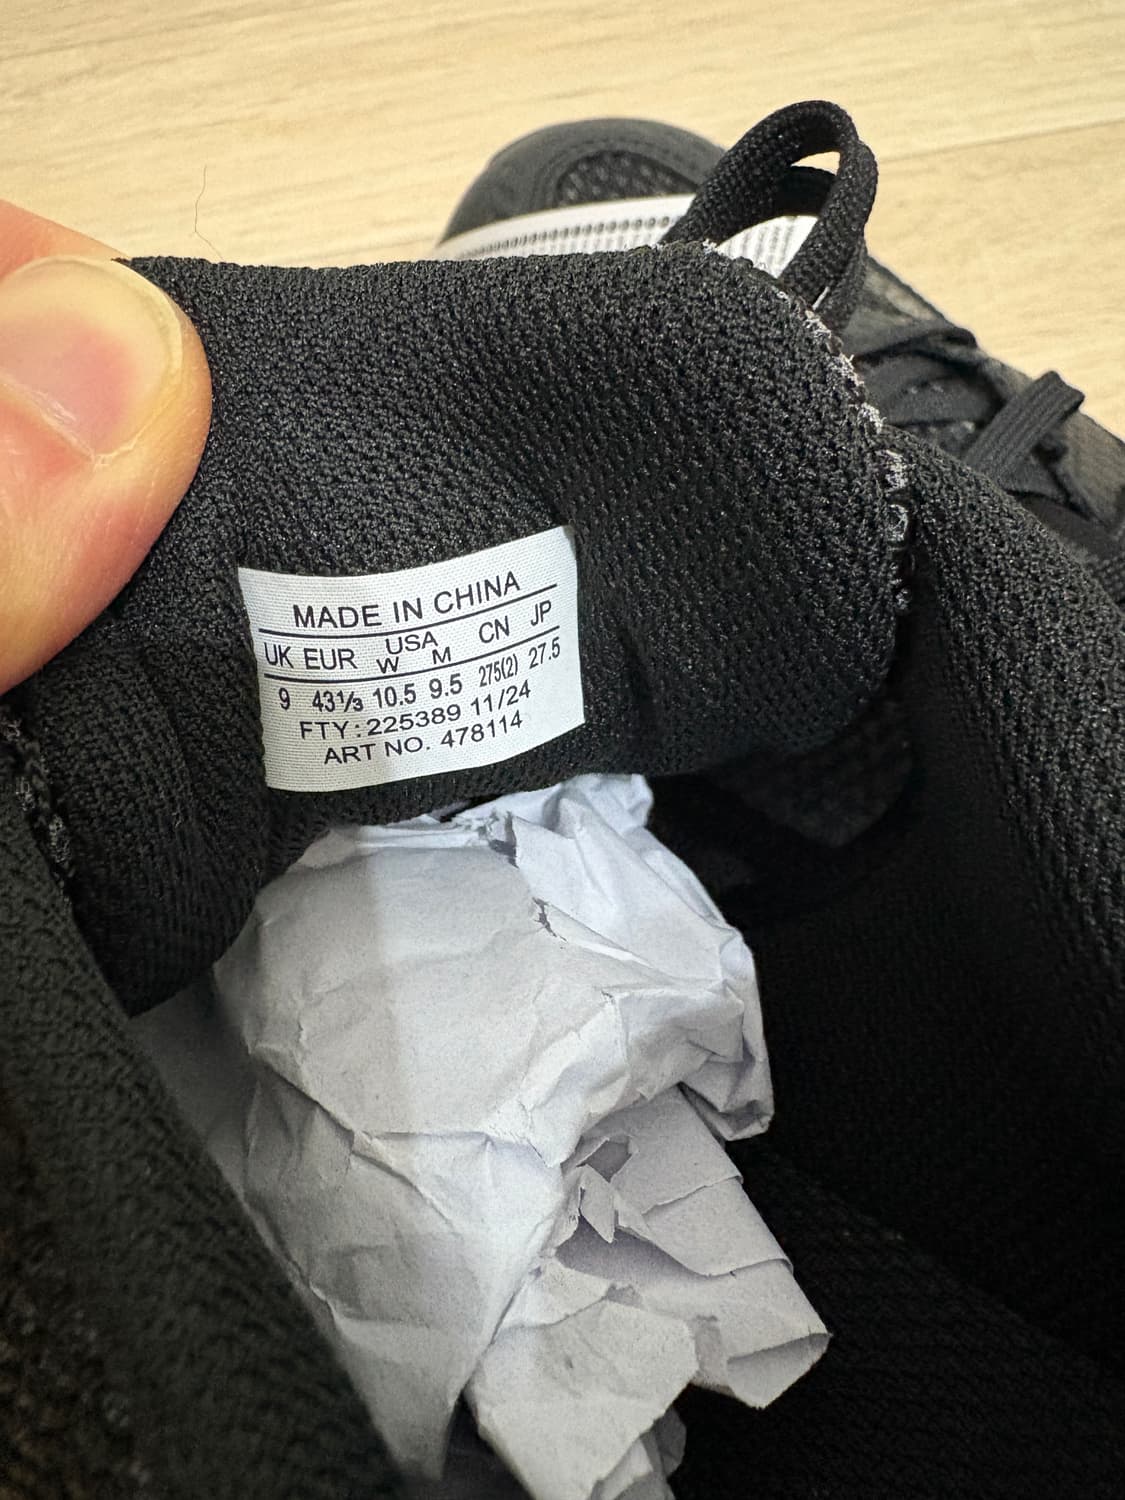 MADE IN CHINA
UK EUR USA CN JP
W M
9 43⅓ 10.5 9.5 275(2) 27.5
FTY: 225389 11/24
ART NO. 478114